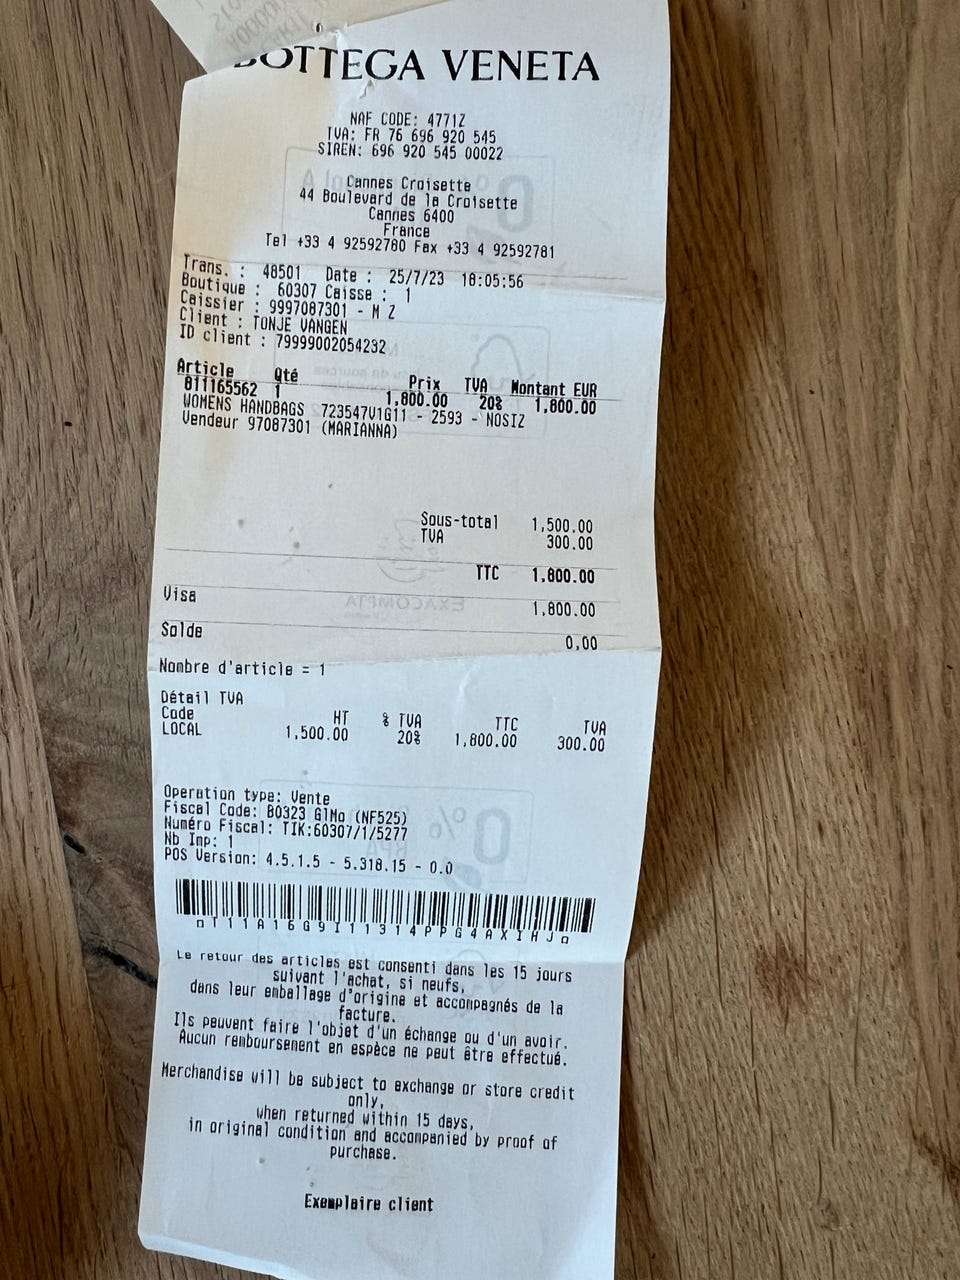 BOTTEGA VENETA
NAF CODE: 4771Z
TVA: FR 76 696 920 545
SIREN: 696 920 545 00022
Cannes Croisette
44 Boulevard de la Croisette
Cannes 6400
France
Tel +33 4 92592780 Fax +33 4 92592781
Trans. : 48501 Date : 25/7/23 18:05:56
Boutique : 60307 Caisse : 1
Caissier : 9997087301 - M Z
Client : TONJE VANGEN
ID client : 79999002054232
Article Qté Prix TVA Montant EUR
811165562 1 1,800.00 20% 1,800.00
WOMENS HANDBAGS 723547V1G11 - 2593 - NOSIZ
Vendeur 97087301 (MARIANNA)
Sous-total 1,500.00
TVA 300.00
TTC 1,800.00
Visa 1,800.00
Solde 0,00
Nombre d'article = 1
Détail TVA
Code HT % TVA TTC TVA
LOCAL 1,500.00 20% 1,800.00 300.00
Operation type: Vente
Fiscal Code: B0323 GlMo (NF525)
Numéro Fiscal: TIK:60307/1/5277
Nb Imp: 1
POS Version: 4.5.1.5 - 5.318.15 - 0.0
T11A16G9I11314PPG4AXIHJ
Le retour des articles est consenti dans les 15 jours
suivant l'achat, si neufs,
dans leur emballage d'origine et accompagnés de la
facture.
Ils peuvent faire l'objet d'un échange ou d'un avoir.
Aucun remboursement en espèce ne peut être effectué.
Merchandise will be subject to exchange or store credit
only,
when returned within 15 days,
in original condition and accompanied by proof of
purchase.
Exemplaire client